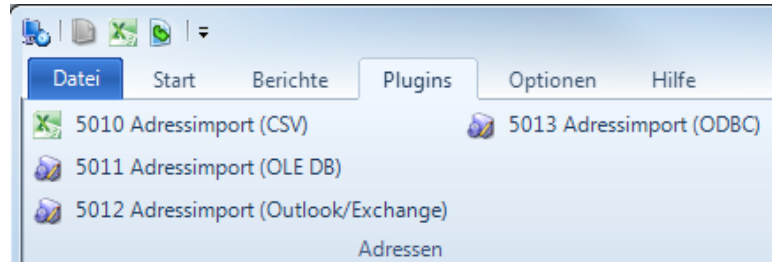 Datei Start Berichte Plugins Optionen Hilfe
5010 Adressimport (CSV) 5013 Adressimport (ODBC)
5011 Adressimport (OLE DB)
5012 Adressimport (Outlook/Exchange)
Adressen